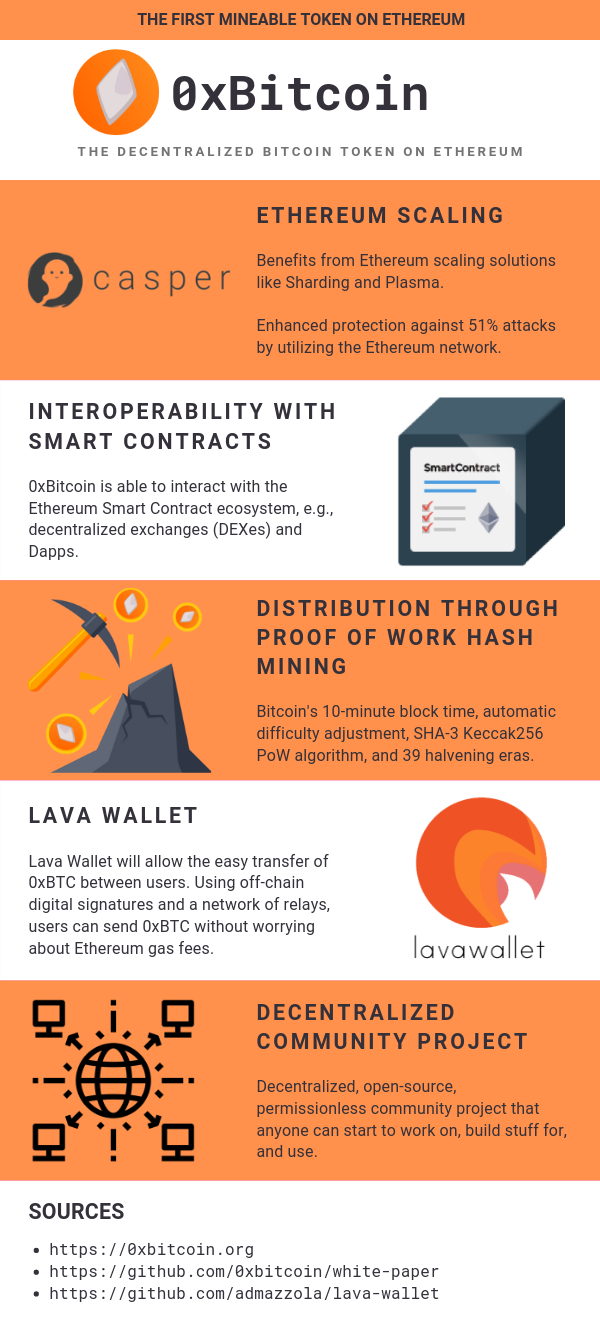 THE FIRST MINEABLE TOKEN ON ETHEREUM
0xBitcoin
THE DECENTRALIZED BITCOIN TOKEN ON ETHEREUM
casper
ETHEREUM SCALING
Benefits from Ethereum scaling solutions
like Sharding and Plasma.
Enhanced protection against 51% attacks
by utilizing the Ethereum network.
INTEROPERABILITY WITH
SMART CONTRACTS
0xBitcoin is able to interact with the
Ethereum Smart Contract ecosystem, e.g.,
decentralized exchanges (DEXes) and
Dapps.
SmartContract
DISTRIBUTION THROUGH
PROOF OF WORK HASH
MINING
Bitcoin's 10-minute block time, automatic
difficulty adjustment, SHA-3 Keccak256
PoW algorithm, and 39 halvening eras.
LAVA WALLET
Lava Wallet will allow the easy transfer of
0xBTC between users. Using off-chain
digital signatures and a network of relays,
users can send 0xBTC without worrying
about Ethereum gas fees.
lavawallet
DECENTRALIZED
COMMUNITY PROJECT
Decentralized, open-source,
permissionless community project that
anyone can start to work on, build stuff for,
and use.
SOURCES
• https://0xbitcoin.org
• https://github.com/0xbitcoin/white-paper
• https://github.com/admazzola/lava-wallet